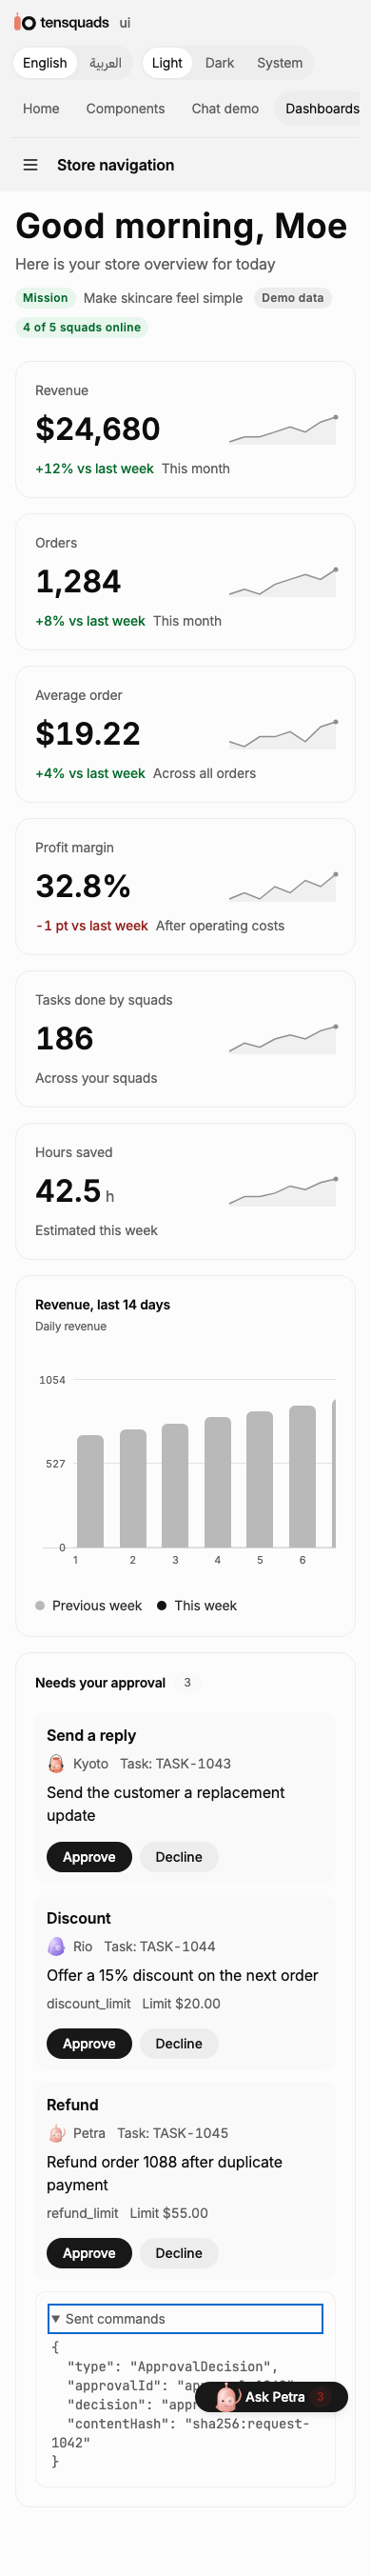 tensquads ui
English العربية Light Dark System
Home Components Chat demo Dashboards
Store navigation
Good morning, Moe
Here is your store overview for today
Mission Make skincare feel simple Demo data
4 of 5 squads online
Revenue
$24,680
+12% vs last week This month
Orders
1,284
+8% vs last week This month
Average order
$19.22
+4% vs last week Across all orders
Profit margin
32.8%
-1 pt vs last week After operating costs
Tasks done by squads
186
Across your squads
Hours saved
42.5 h
Estimated this week
Revenue, last 14 days
Daily revenue
1054
527
0
1 2 3 4 5 6
Previous week This week
Needs your approval 3
Send a reply
Kyoto Task: TASK-1043
Send the customer a replacement
update
Approve Decline
Discount
Rio Task: TASK-1044
Offer a 15% discount on the next order
discount_limit Limit $20.00
Approve Decline
Refund
Petra Task: TASK-1045
Refund order 1088 after duplicate
payment
refund_limit Limit $55.00
Approve Decline
▼ Sent commands
{
"type": "ApprovalDecision",
"approvalId":
"decision":
Ask Petra 3
"contentHash": "sha256:request-
1042"
}